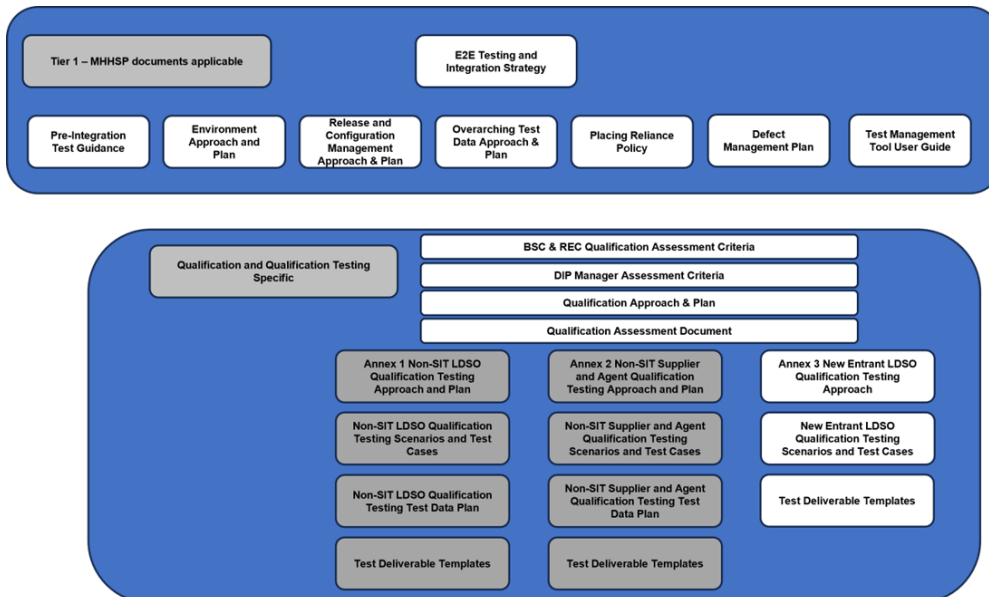 Tier 1 – MHHSP documents applicable
E2E Testing and
Integration Strategy
Pre-Integration
Test Guidance
Environment
Approach and
Plan
Release and
Configuration
Management
Approach & Plan
Overarching Test
Data Approach &
Plan
Placing Reliance
Policy
Defect
Management Plan
Test Management
Tool User Guide
Qualification and Qualification Testing
Specific
BSC & REC Qualification Assessment Criteria
DIP Manager Assessment Criteria
Qualification Approach & Plan
Qualification Assessment Document
Annex 1 Non-SIT LDSO
Qualification Testing
Approach and Plan
Annex 2 Non-SIT Supplier
and Agent Qualification
Testing Approach and Plan
Annex 3 New Entrant LDSO
Qualification Testing
Approach
Non-SIT LDSO Qualification
Testing Scenarios and Test
Cases
Non-SIT Supplier and Agent
Qualification Testing
Scenarios and Test Cases
New Entrant LDSO
Qualification Testing
Scenarios and Test Cases
Non-SIT LDSO Qualification
Testing Test Data Plan
Non-SIT Supplier and Agent
Qualification Testing Test
Data Plan
Test Deliverable Templates
Test Deliverable Templates
Test Deliverable Templates